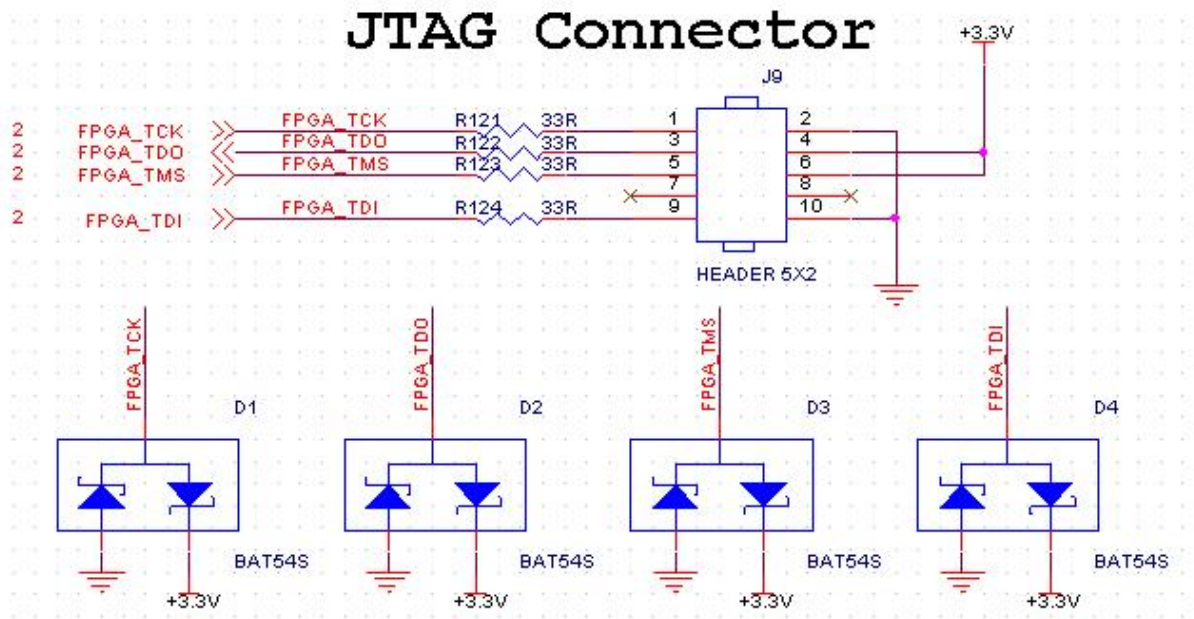 JTAG Connector
+3.3V
J9
2 FPGA_TCK FPGA_TCK R121 33R 1 2
2 FPGA_TDO FPGA_TDO R122 33R 3 4
2 FPGA_TMS FPGA_TMS R123 33R 5 6
7 8
2 FPGA_TDI FPGA_TDI R124 33R 9 10
HEADER 5X2
FPGA_TCK FPGA_TDO FPGA_TMS FPGA_TDI
D1 D2 D3 D4
BAT54S BAT54S BAT54S BAT54S
+3.3V +3.3V +3.3V +3.3V